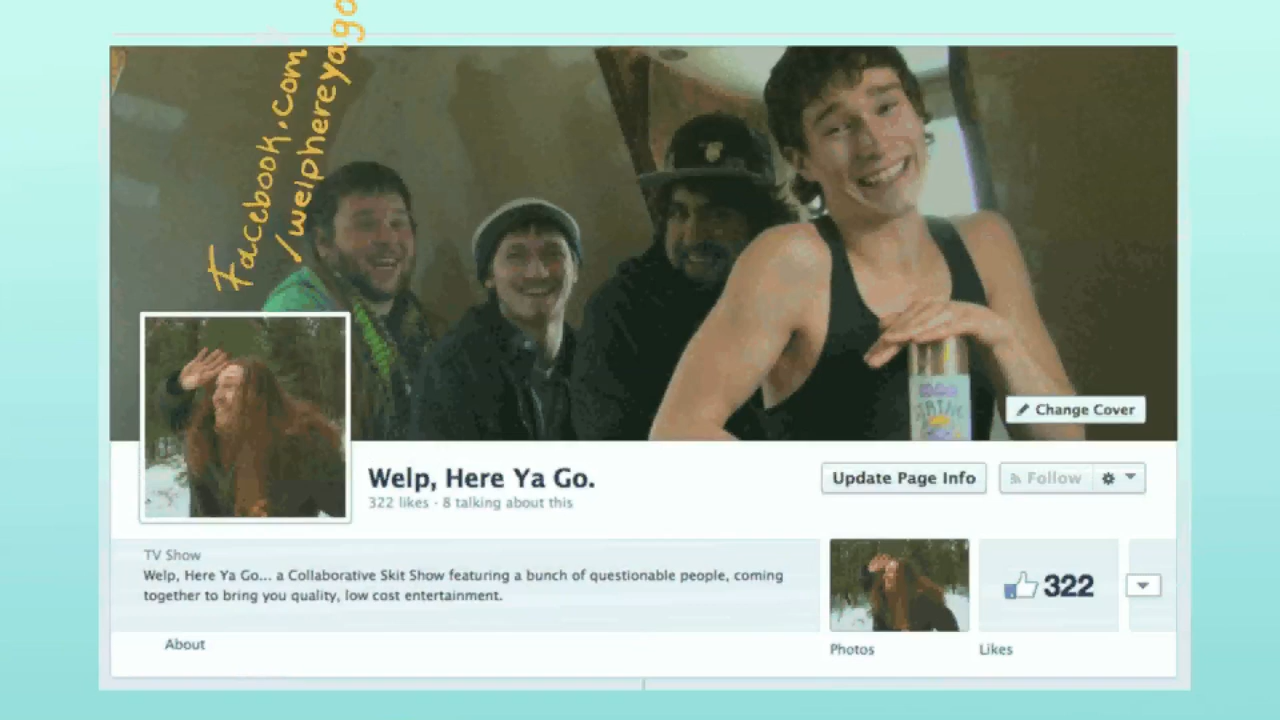 Facebook.com
/welphereyago
Change Cover
Welp, Here Ya Go.
322 likes · 8 talking about this
Update Page Info
Follow
TV Show
Welp, Here Ya Go... a Collaborative Skit Show featuring a bunch of questionable people, coming
together to bring you quality, low cost entertainment.
322
About
Photos
Likes